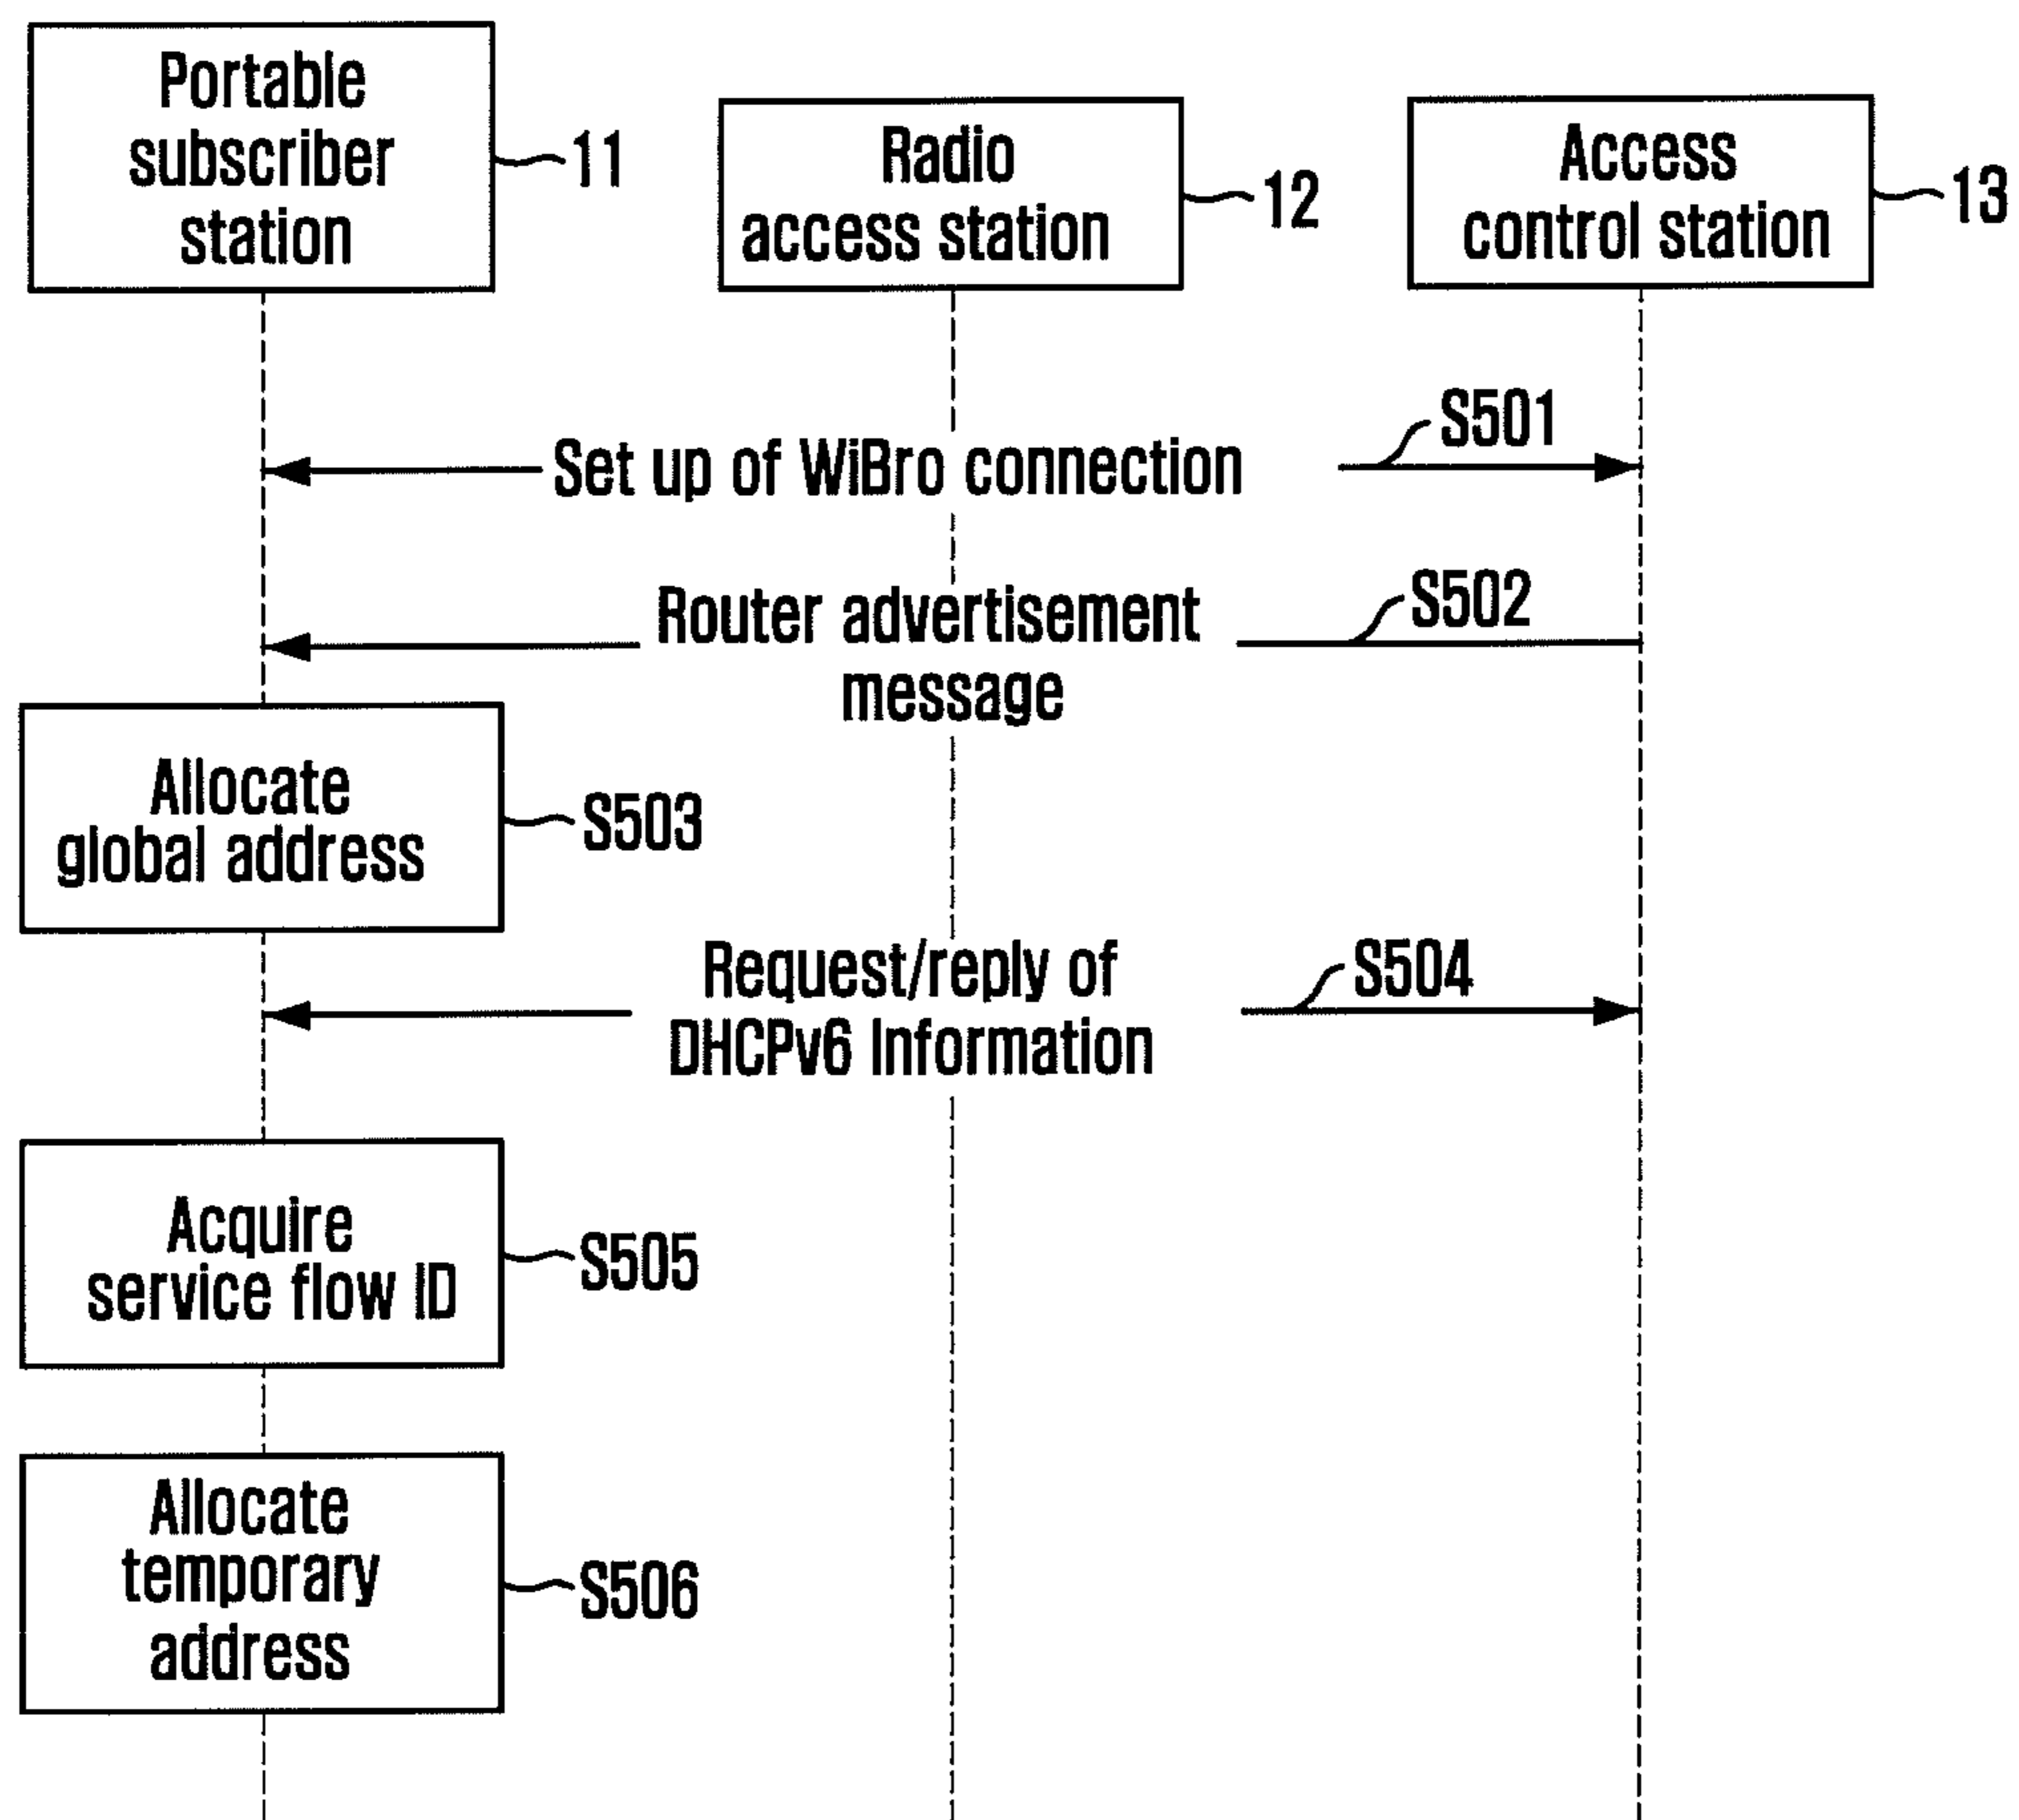 Portable
subscriber
station
11
Radio
access station
12
Access
control station
13
S501
Set up of WiBro connection
S502
Router advertisement
message
Allocate
global address
S503
Request/reply of
DHCPv6 Information
S504
Acquire
service flow ID
S505
Allocate
temporary
address
S506